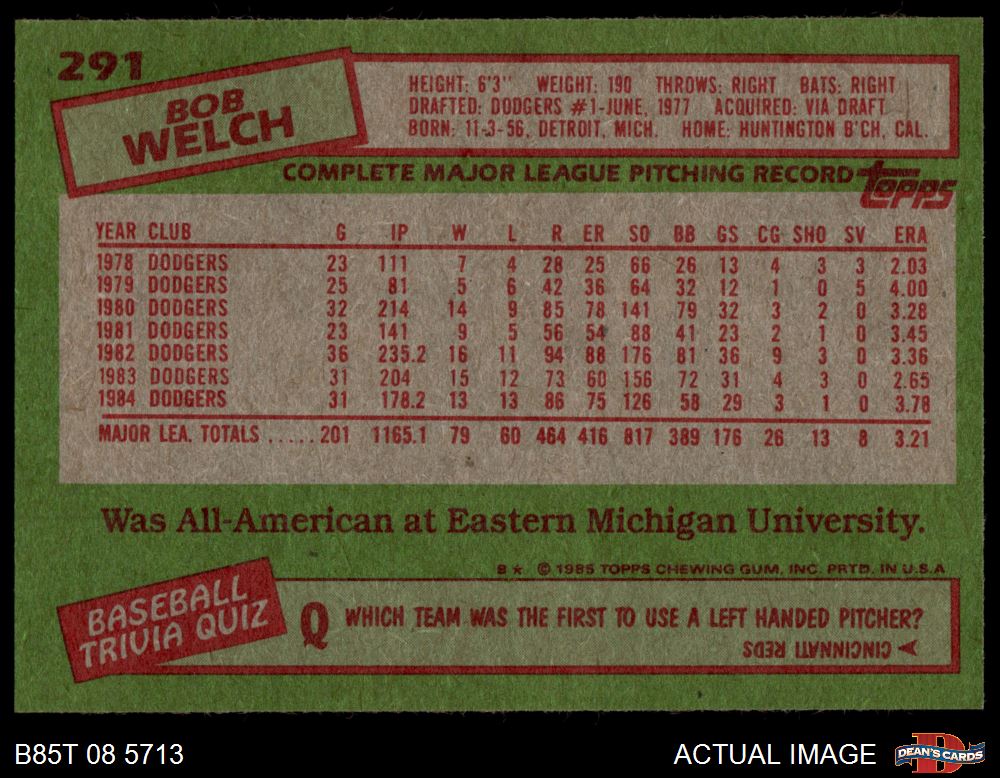 291
BOB
WELCH
HEIGHT: 6'3" WEIGHT: 190 THROWS: RIGHT BATS: RIGHT
DRAFTED: DODGERS #1-JUNE, 1977 ACQUIRED: VIA DRAFT
BORN: 11-3-56, DETROIT, MICH. HOME: HUNTINGTON B'CH, CAL.
COMPLETE MAJOR LEAGUE PITCHING RECORD topps
YEAR CLUB G IP W L R ER SO BB GS CG SHO SV ERA
1978 DODGERS 23 111 7 4 28 25 66 26 13 4 3 3 2.03
1979 DODGERS 25 81 5 6 42 36 64 32 12 1 0 5 4.00
1980 DODGERS 32 214 14 9 85 78 141 79 32 3 2 0 3.28
1981 DODGERS 23 141 9 5 56 54 88 41 23 2 1 0 3.45
1982 DODGERS 36 235.2 16 11 94 88 176 81 36 9 3 0 3.36
1983 DODGERS 31 204 15 12 73 60 156 72 31 4 3 0 2.65
1984 DODGERS 31 178.2 13 13 86 75 126 58 29 3 1 0 3.78
MAJOR LEA. TOTALS ..... 201 1165.1 79 60 464 416 817 389 176 26 13 8 3.21
Was All-American at Eastern Michigan University.
B★ © 1985 TOPPS CHEWING GUM, INC. PRTD. IN U.S.A
BASEBALL
TRIVIA QUIZ
Q WHICH TEAM WAS THE FIRST TO USE A LEFT HANDED PITCHER?
A CINCINNATI REDS
B85T 08 5713
ACTUAL IMAGE
DEAN'S CARDS